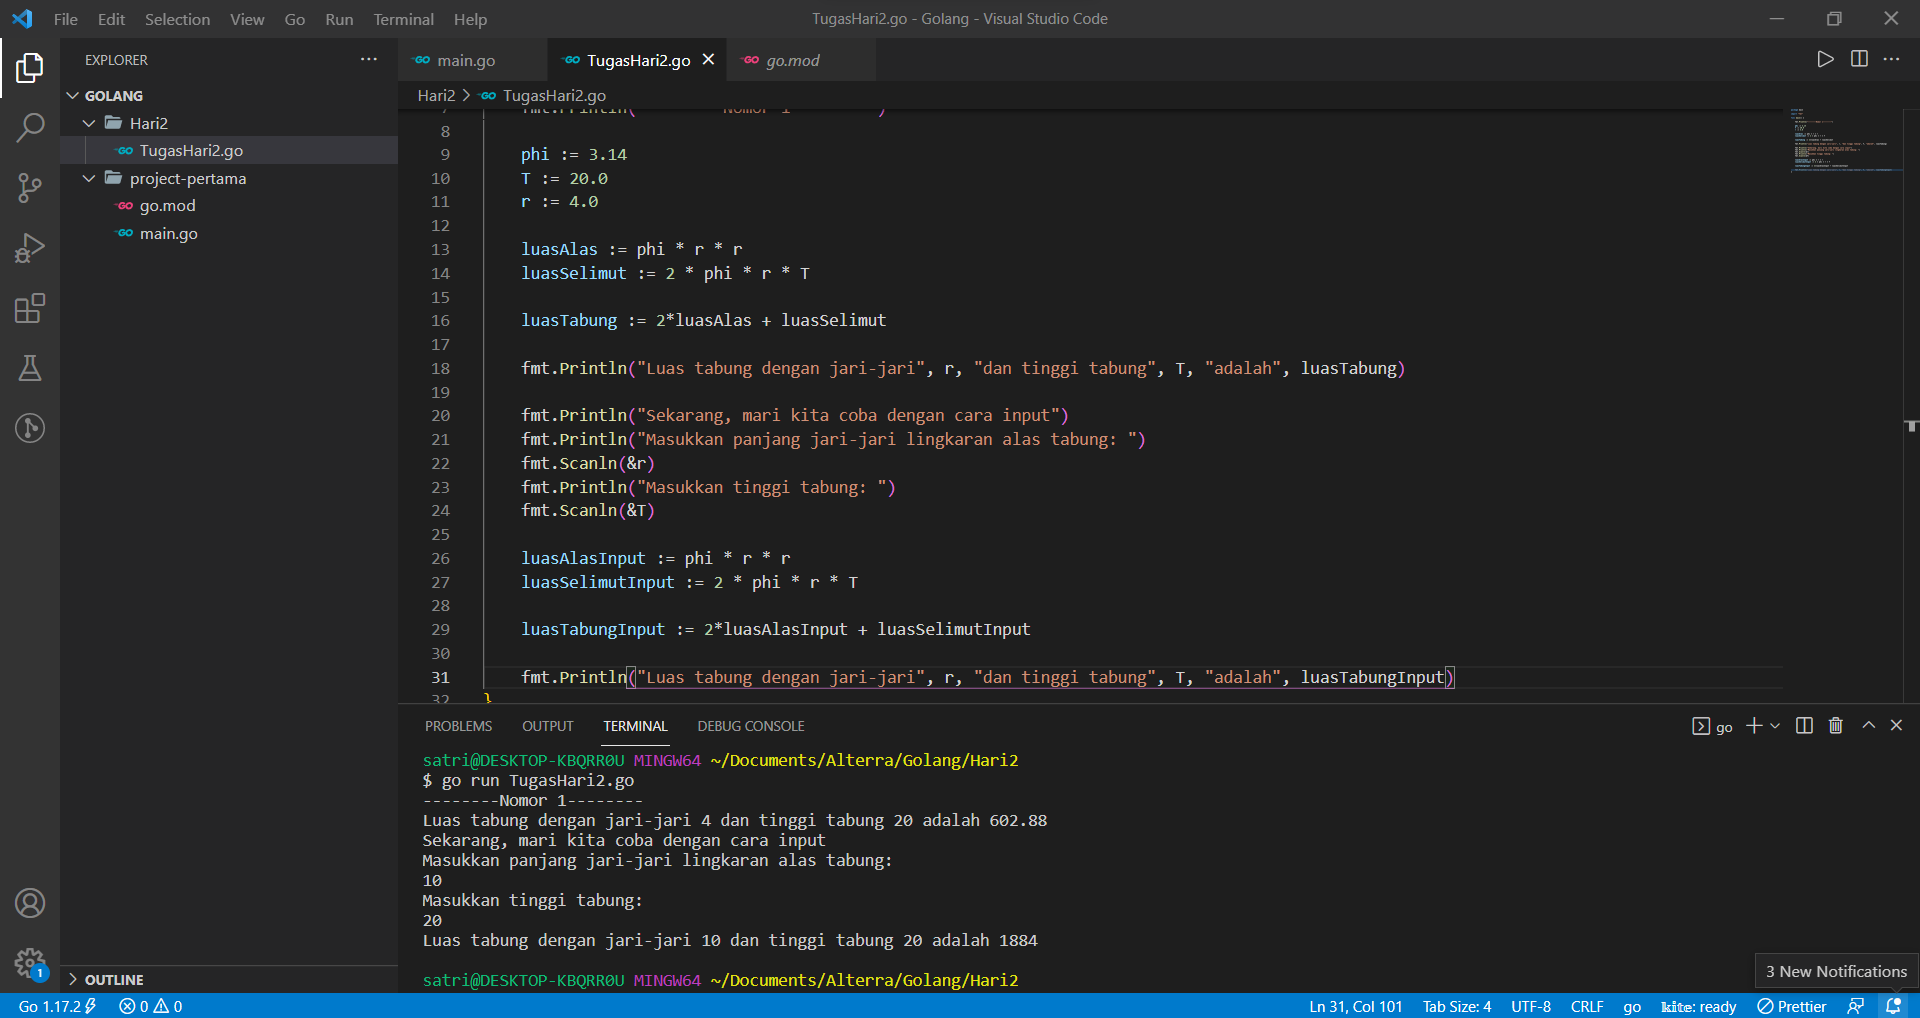 File Edit Selection View Go Run Terminal Help
TugasHari2.go - Golang - Visual Studio Code
EXPLORER
GOLANG
Hari2
TugasHari2.go
project-pertama
go.mod
main.go
OUTLINE
main.go TugasHari2.go go.mod
Hari2 > TugasHari2.go
7 fmt.Println("--------Nomor 1--------")
8
9 phi := 3.14
10 T := 20.0
11 r := 4.0
12
13 luasAlas := phi * r * r
14 luasSelimut := 2 * phi * r * T
15
16 luasTabung := 2*luasAlas + luasSelimut
17
18 fmt.Println("Luas tabung dengan jari-jari", r, "dan tinggi tabung", T, "adalah", luasTabung)
19
20 fmt.Println("Sekarang, mari kita coba dengan cara input")
21 fmt.Println("Masukkan panjang jari-jari lingkaran alas tabung: ")
22 fmt.Scanln(&r)
23 fmt.Println("Masukkan tinggi tabung: ")
24 fmt.Scanln(&T)
25
26 luasAlasInput := phi * r * r
27 luasSelimutInput := 2 * phi * r * T
28
29 luasTabungInput := 2*luasAlasInput + luasSelimutInput
30
31 fmt.Println("Luas tabung dengan jari-jari", r, "dan tinggi tabung", T, "adalah", luasTabungInput)
32 }
PROBLEMS OUTPUT TERMINAL DEBUG CONSOLE
go
satri@DESKTOP-KBQRR0U MINGW64 ~/Documents/Alterra/Golang/Hari2
$ go run TugasHari2.go
--------Nomor 1--------
Luas tabung dengan jari-jari 4 dan tinggi tabung 20 adalah 602.88
Sekarang, mari kita coba dengan cara input
Masukkan panjang jari-jari lingkaran alas tabung:
10
Masukkan tinggi tabung:
20
Luas tabung dengan jari-jari 10 dan tinggi tabung 20 adalah 1884
satri@DESKTOP-KBQRR0U MINGW64 ~/Documents/Alterra/Golang/Hari2
3 New Notifications
1
Go 1.17.2 0 0
Ln 31, Col 101 Tab Size: 4 UTF-8 CRLF go kite: ready Prettier